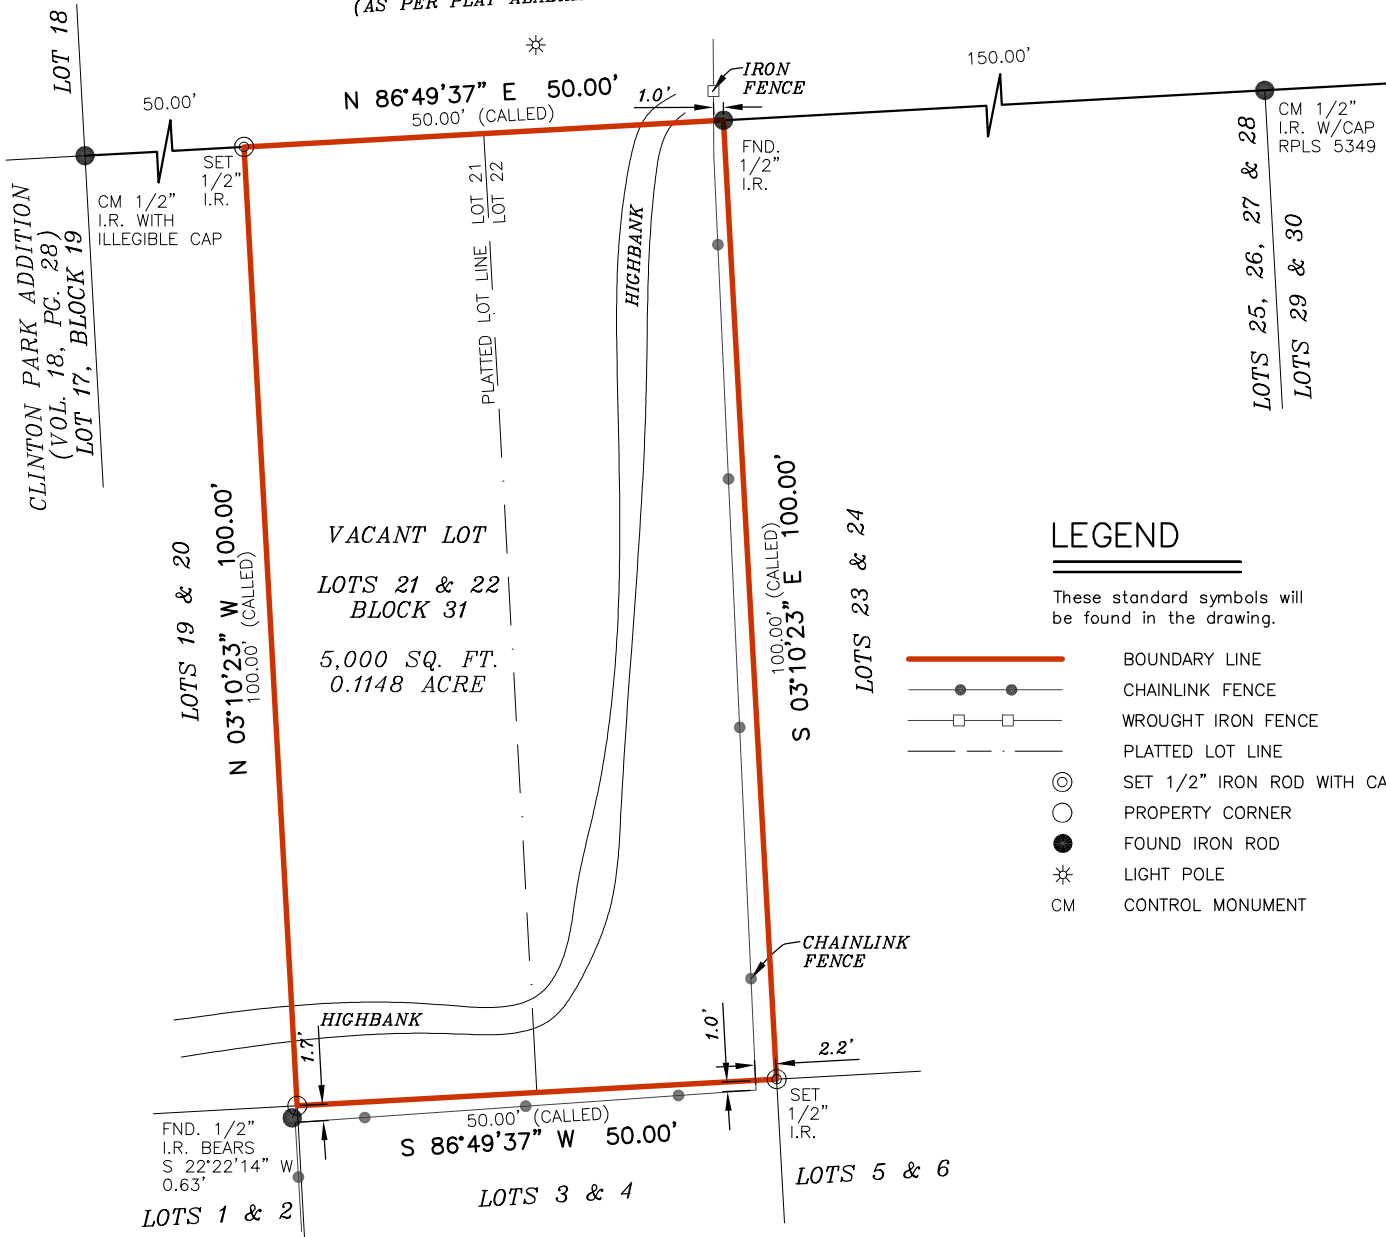 LOT 18
50.00'
N 86°49'37" E 50.00'
50.00' (CALLED)
1.0'
IRON
FENCE
150.00'
CM 1/2"
I.R. W/CAP
RPLS 5349
SET
1/2"
I.R.
FND.
1/2"
I.R.
CM 1/2"
I.R. WITH
ILLEGIBLE CAP
CLINTON PARK ADDITION
(VOL. 18, PG. 28)
LOT 17, BLOCK 19
PLATTED LOT LINE
LOT 21
LOT 22
HIGHBANK
LOTS 25, 26, 27 & 28
LOTS 29 & 30
LOTS 19 & 20
N 03°10'23" W 100.00'
100.00' (CALLED)
VACANT LOT
LOTS 21 & 22
BLOCK 31
5,000 SQ. FT.
0.1148 ACRE
100.00' (CALLED)
S 03°10'23" E 100.00'
LOTS 23 & 24
LEGEND
These standard symbols will
be found in the drawing.
BOUNDARY LINE
CHAINLINK FENCE
WROUGHT IRON FENCE
PLATTED LOT LINE
SET 1/2" IRON ROD WITH CA
PROPERTY CORNER
FOUND IRON ROD
LIGHT POLE
CM CONTROL MONUMENT
CHAINLINK
FENCE
HIGHBANK
1.7'
1.0'
2.2'
SET
1/2"
I.R.
50.00' (CALLED)
S 86°49'37" W 50.00'
FND. 1/2"
I.R. BEARS
S 22°22'14" W
0.63'
LOTS 1 & 2
LOTS 3 & 4
LOTS 5 & 6